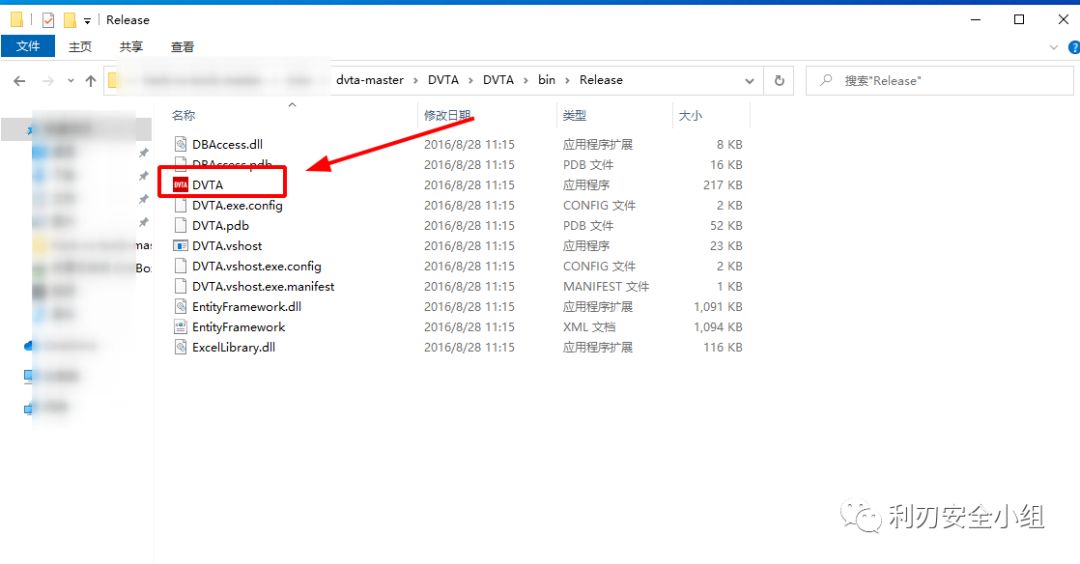 Release
文件 主页 共享 查看
dvta-master › DVTA › DVTA › bin › Release 搜索"Release"
名称 修改日期 类型 大小
DBAccess.dll 2016/8/28 11:15 应用程序扩展 8 KB
DBAccess.pdb 2016/8/28 11:15 PDB 文件 16 KB
DVTA DVTA 2016/8/28 11:15 应用程序 217 KB
DVTA.exe.config 2016/8/28 11:15 CONFIG 文件 2 KB
DVTA.pdb 2016/8/28 11:15 PDB 文件 52 KB
DVTA.vshost 2016/8/28 11:15 应用程序 23 KB
DVTA.vshost.exe.config 2016/8/28 11:15 CONFIG 文件 2 KB
DVTA.vshost.exe.manifest 2016/8/28 11:15 MANIFEST 文件 1 KB
EntityFramework.dll 2016/8/28 11:15 应用程序扩展 1,091 KB
EntityFramework 2016/8/28 11:15 XML 文档 1,094 KB
ExcelLibrary.dll 2016/8/28 11:15 应用程序扩展 116 KB
利刃安全小组